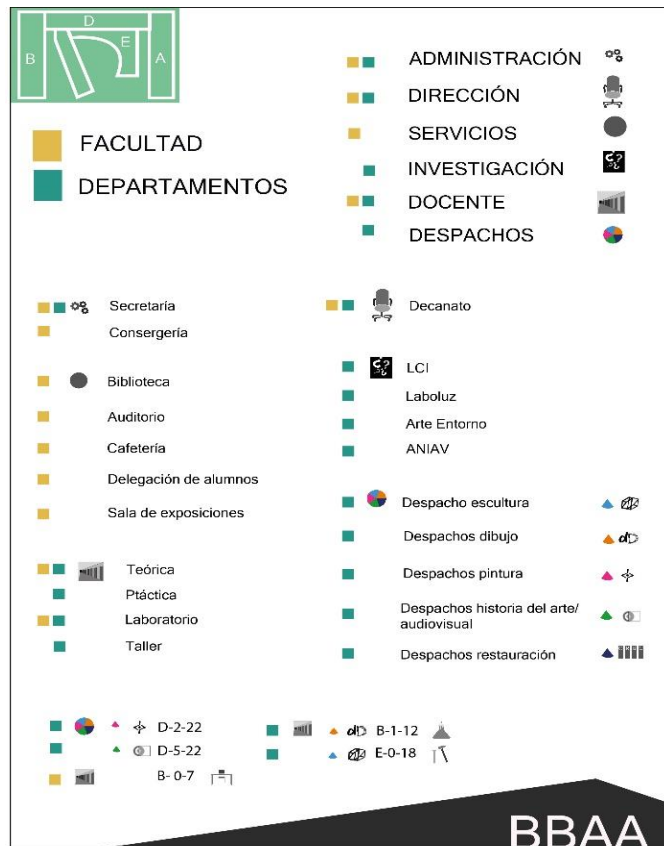 D
B
E
A
FACULTAD
DEPARTAMENTOS
ADMINISTRACIÓN
DIRECCIÓN
SERVICIOS
INVESTIGACIÓN
DOCENTE
DESPACHOS
Secretaría
Consergería
Biblioteca
Auditorio
Cafetería
Delegación de alumnos
Sala de exposiciones
Teórica
Ptáctica
Laboratorio
Taller
Decanato
LCI
Laboluz
Arte Entorno
ANIAV
Despacho escultura
Despachos dibujo
Despachos pintura
Despachos historia del arte/
audiovisual
Despachos restauración
D-2-22
D-5-22
B- 0-7
B-1-12
E-0-18
BBAA